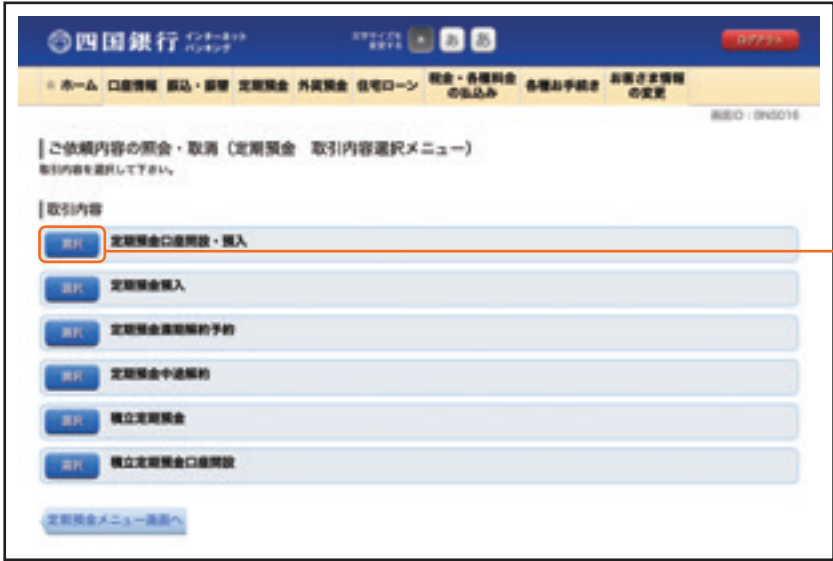 四国銀行 インターネット
バンキング
文字サイズを
変更する
あ あ あ
ログアウト
ホーム 口座情報 振込・振替 定期預金 外貨預金 住宅ローン 税金・各種料金
の払込み 各種お手続き お客さま情報
の変更
画面ID：BNS016
ご依頼内容の照会・取消（定期預金　取引内容選択メニュー）
取引内容を選択して下さい。
取引内容
選択 定期預金口座開設・預入
選択 定期預金預入
選択 定期預金満期解約予約
選択 定期預金中途解約
選択 積立定期預金
選択 積立定期預金口座開設
定期預金メニュー画面へ